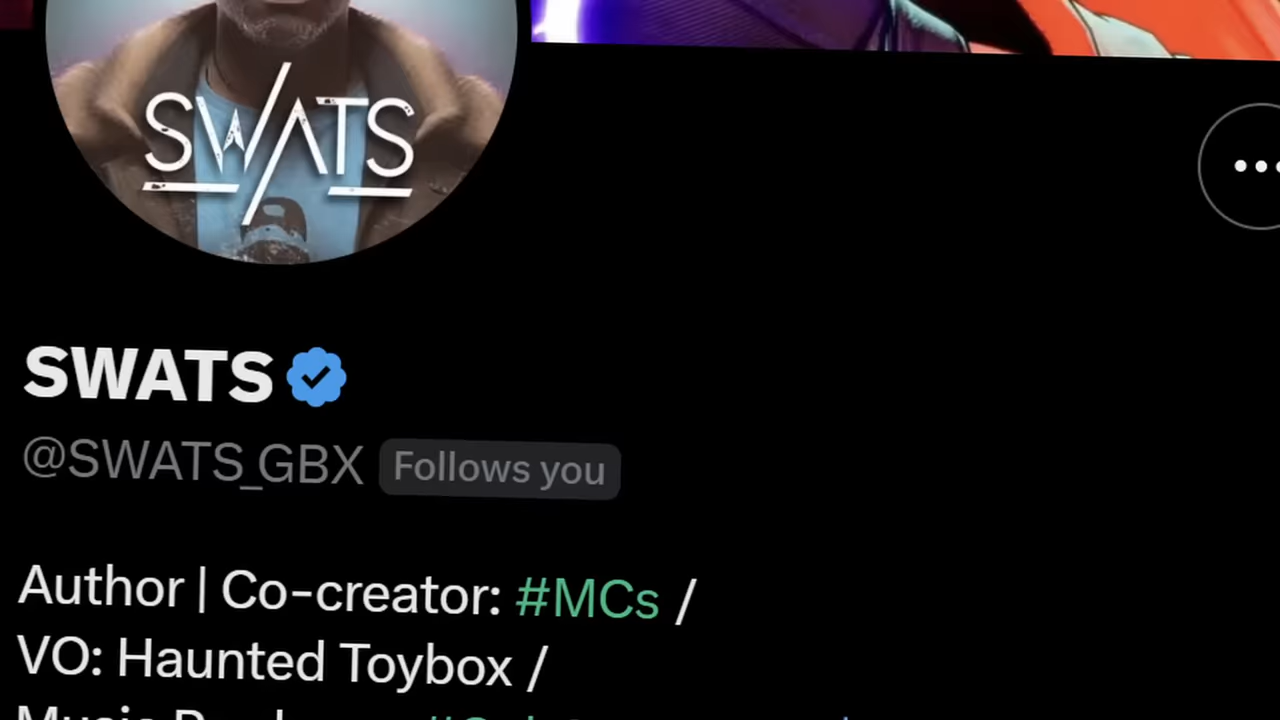 SWATS
SWATS
@SWATS_GBX Follows you
Author | Co-creator: #MCs /
VO: Haunted Toybox /